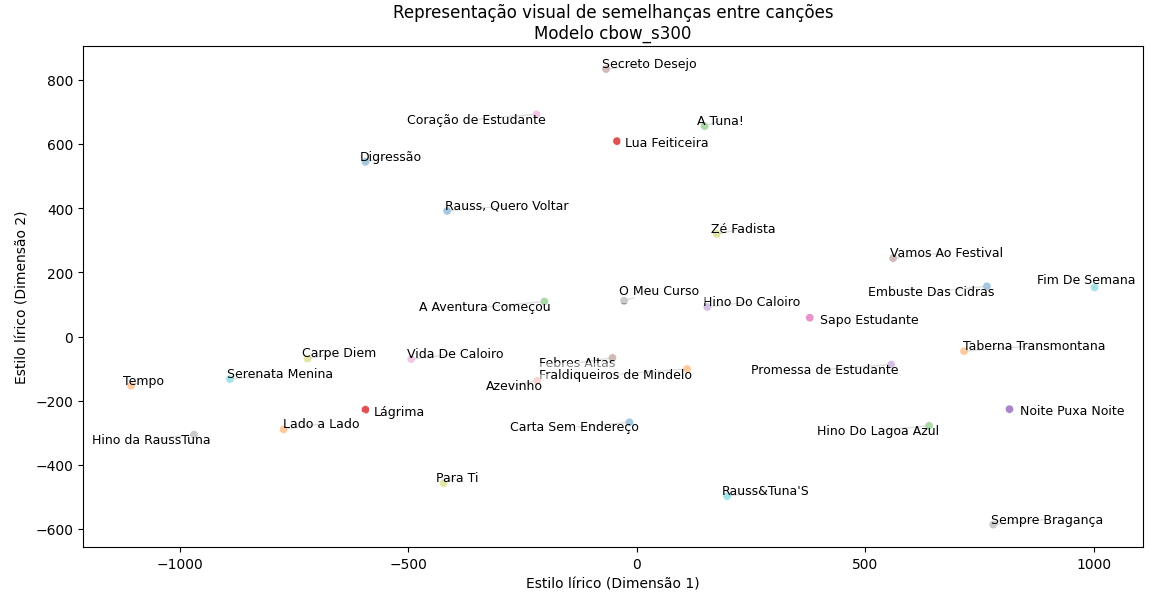 Representação visual de semelhanças entre canções
Modelo cbow_s300
Secreto Desejo
Coração de Estudante
A Tuna!
Lua Feiticeira
Digressão
Rauss, Quero Voltar
Zé Fadista
Vamos Ao Festival
Fim De Semana
Embuste Das Cidras
O Meu Curso
Hino Do Caloiro
A Aventura Começou
Sapo Estudante
Taberna Transmontana
Carpe Diem
Vida De Caloiro
Febres Altas
Promessa de Estudante
Serenata Menina
Fraldiqueiros de Mindelo
Tempo
Azevinho
Lágrima
Noite Puxa Noite
Lado a Lado
Carta Sem Endereço
Hino Do Lagoa Azul
Hino da RaussTuna
Para Ti
Rauss&Tuna'S
Sempre Bragança
800
600
400
200
0
−200
−400
−600
Estilo lírico (Dimensão 2)
−1000
−500
0
500
1000
Estilo lírico (Dimensão 1)